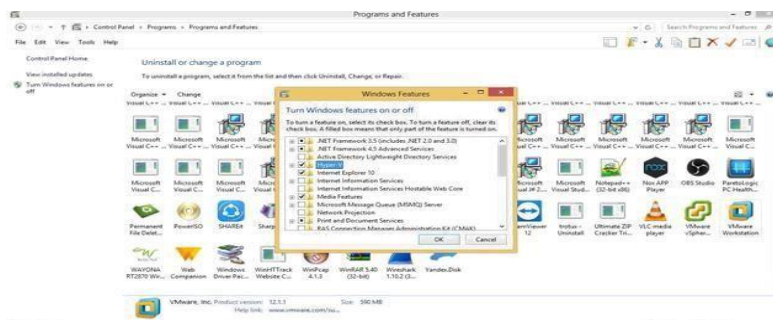 Programs and Features
Control Panel › Programs › Programs and Features
Search Programs and Features
File Edit View Tools Help
Control Panel Home
View installed updates
Turn Windows features on or off
Uninstall or change a program
To uninstall a program, select it from the list and then click Uninstall, Change, or Repair.
Organize Change
Windows Features
Turn Windows features on or off
To turn a feature on, select its check box. To turn a feature off, clear its check box. A filled box means that only part of the feature is turned on.
.NET Framework 3.5 (includes .NET 2.0 and 3.0)
.NET Framework 4.5 Advanced Services
Active Directory Lightweight Directory Services
Hyper-V
Internet Explorer 10
Internet Information Services
Internet Information Services Hostable Web Core
Media Features
Microsoft Message Queue (MSMQ) Server
Network Projection
Print and Document Services
RAS Connection Manager Administration Kit (CMAK)
OK Cancel
Microsoft Visual C++ ...
Microsoft Visual C++ ...
Microsoft Visual C++ ...
Microsoft Visual C...
Microsoft Visual C...
Microsoft Visual C...
Notepad++ (32-bit x86)
Nox APP Player
OBS Studio
ParetoLogic PC Health...
Permanent File Delet...
PowerISO
SHAREit
12
trotux - Uninstall
Ultimate ZIP Cracker Tri...
VLC media player
VMware vSphere...
VMware Workstation
WAYONA RT2870 Wir...
Web Companion
Windows Driver Pac...
WinHTTrack Website C...
WinPcap 4.1.3
WinRAR 5.40 (32-bit)
Wireshark 1.10.2 (3...
Yandex.Disk
VMware, Inc. Product version: 12.1.1 Size: 590 MB
Help link: www.vmware.com/su...